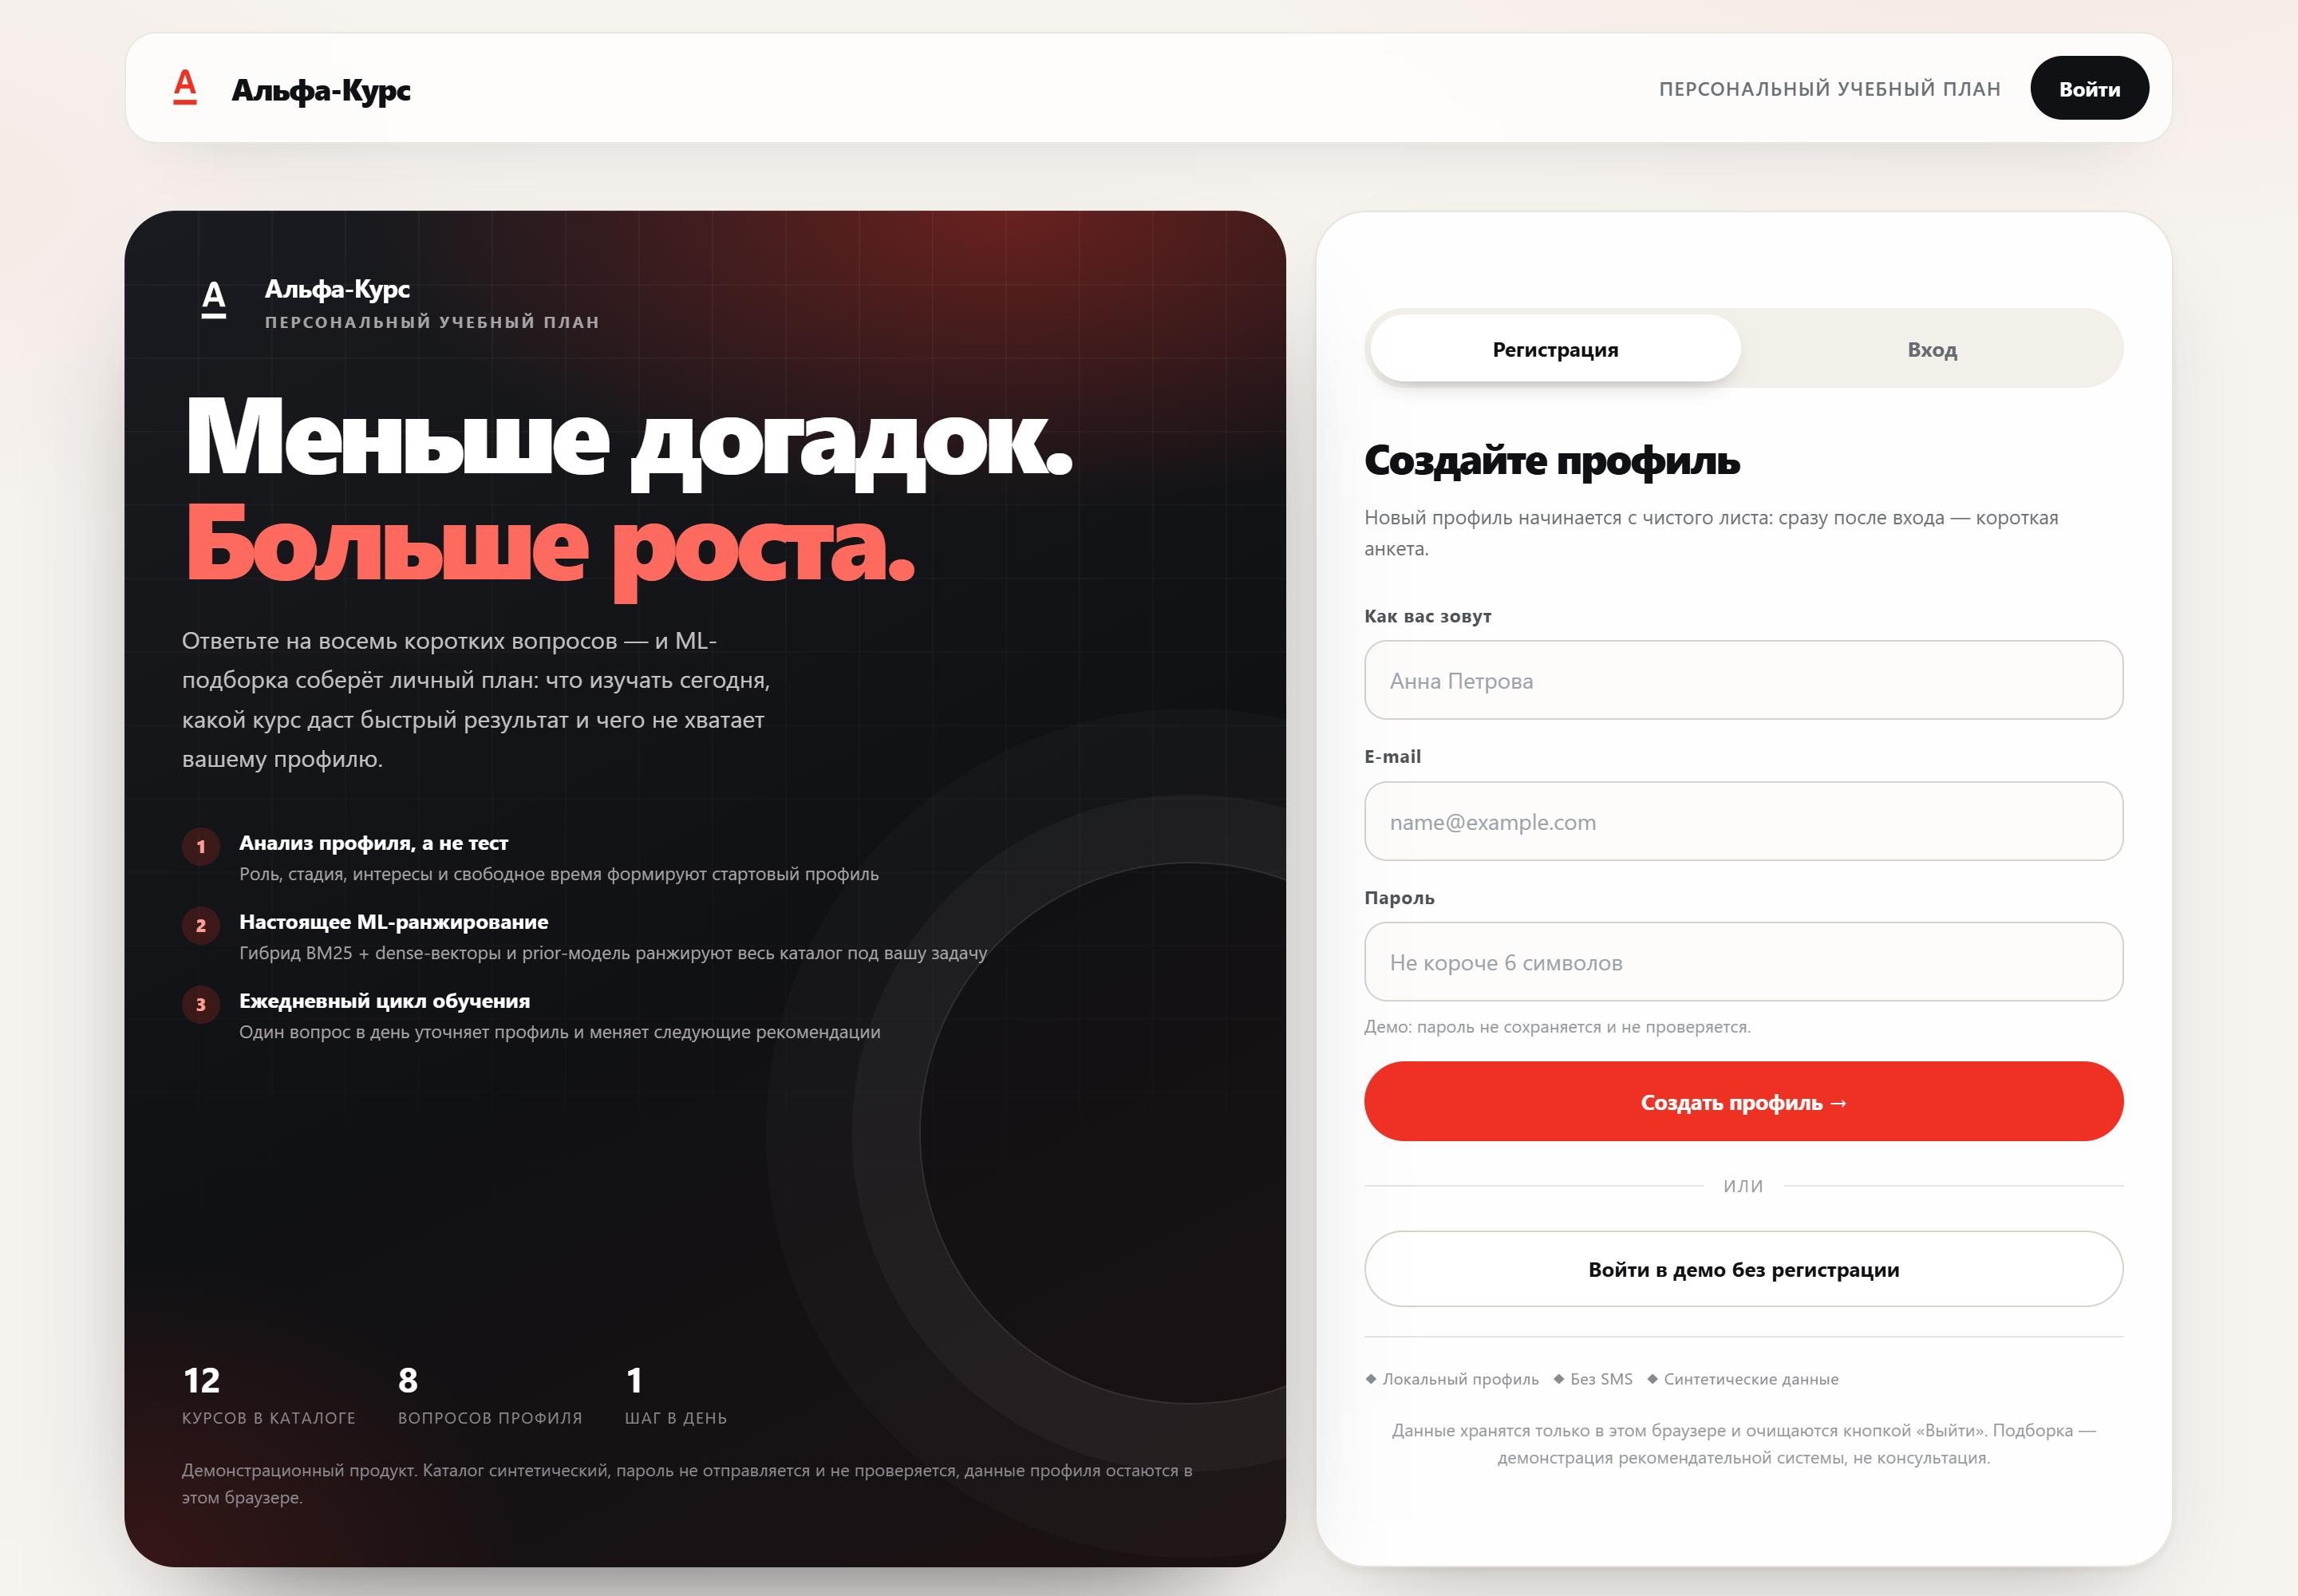 А
Альфа-Курс
ПЕРСОНАЛЬНЫЙ УЧЕБНЫЙ ПЛАН
Войти
А
Альфа-Курс
ПЕРСОНАЛЬНЫЙ УЧЕБНЫЙ ПЛАН
Меньше догадок.
Больше роста.
Ответьте на восемь коротких вопросов — и ML-
подборка соберёт личный план: что изучать сегодня,
какой курс даст быстрый результат и чего не хватает
вашему профилю.
1
Анализ профиля, а не тест
Роль, стадия, интересы и свободное время формируют стартовый профиль
2
Настоящее ML-ранжирование
Гибрид BM25 + dense-векторы и prior-модель ранжируют весь каталог под вашу задачу
3
Ежедневный цикл обучения
Один вопрос в день уточняет профиль и меняет следующие рекомендации
12
КУРСОВ В КАТАЛОГЕ
8
ВОПРОСОВ ПРОФИЛЯ
1
ШАГ В ДЕНЬ
Демонстрационный продукт. Каталог синтетический, пароль не отправляется и не проверяется, данные профиля остаются в
этом браузере.
Регистрация
Вход
Создайте профиль
Новый профиль начинается с чистого листа: сразу после входа — короткая
анкета.
Как вас зовут
Анна Петрова
E-mail
name@example.com
Пароль
Не короче 6 символов
Демо: пароль не сохраняется и не проверяется.
Создать профиль →
ИЛИ
Войти в демо без регистрации
◆ Локальный профиль ◆ Без SMS ◆ Синтетические данные
Данные хранятся только в этом браузере и очищаются кнопкой «Выйти». Подборка —
демонстрация рекомендательной системы, не консультация.